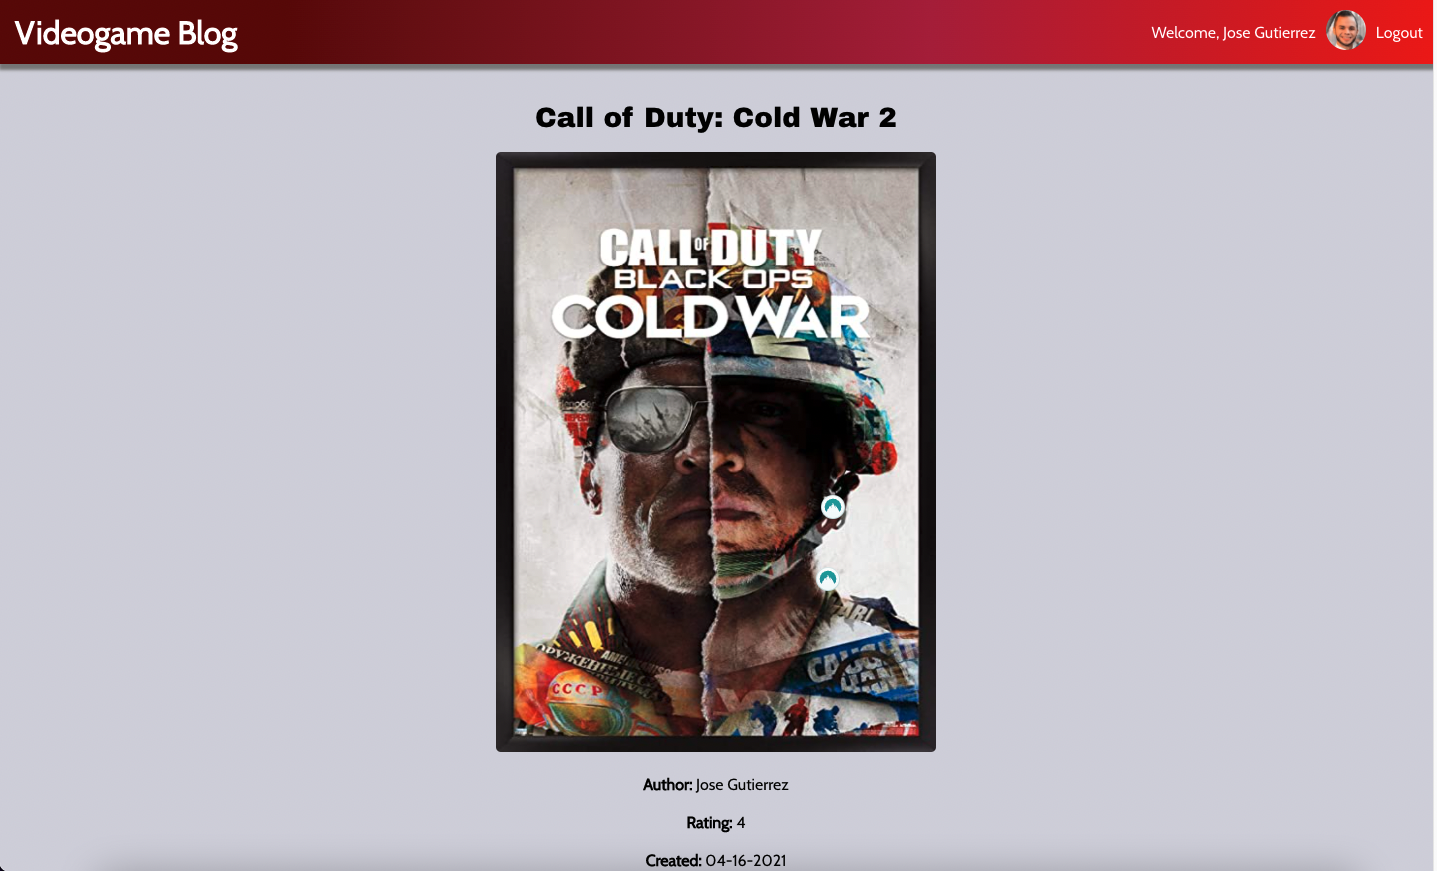 Videogame Blog
Welcome, Jose Gutierrez
Logout
Call of Duty: Cold War 2
CALL OF DUTY
BLACK OPS
COLD WAR
СССР
Author: Jose Gutierrez
Rating: 4
Created: 04-16-2021